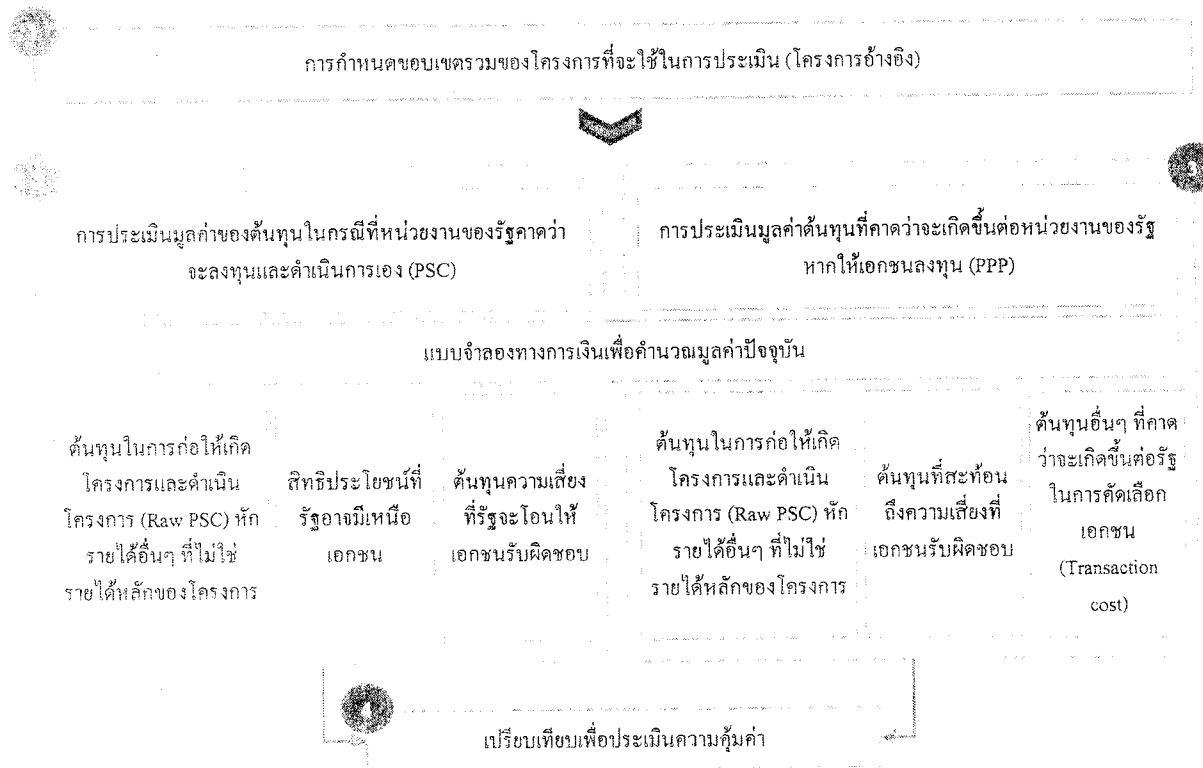 การกำหนดขอบเขตรวมของโครงการที่จะใช้ในการประเมิน (โครงการอ้างอิง)
การประเมินมูลค่าของต้นทุนในกรณีที่หน่วยงานของรัฐคาดว่า
จะลงทุนและดำเนินการเอง (PSC)
การประเมินมูลค่าต้นทุนที่คาดว่าจะเกิดขึ้นต่อหน่วยงานของรัฐ
หากให้เอกชนลงทุน (PPP)
แบบจำลองทางการเงินเพื่อคำนวณมูลค่าปัจจุบัน
ต้นทุนในการก่อให้เกิด
โครงการและดำเนิน
โครงการ (Raw PSC) หัก
รายได้อื่นๆ ที่ไม่ใช่
รายได้หลักของโครงการ
สิทธิประโยชน์ที่
รัฐอาจมีเหนือ
เอกชน
ต้นทุนความเสี่ยง
ที่รัฐจะโอนให้
เอกชนรับผิดชอบ
ต้นทุนในการก่อให้เกิด
โครงการและดำเนิน
โครงการ (Raw PSC) หัก
รายได้อื่นๆ ที่ไม่ใช่
รายได้หลักของโครงการ
ต้นทุนที่สะท้อน
ถึงความเสี่ยงที่
เอกชนรับผิดชอบ
ต้นทุนอื่นๆ ที่คาด
ว่าจะเกิดขึ้นต่อรัฐ
ในการคัดเลือก
เอกชน
(Transaction
cost)
4
เปรียบเทียบเพื่อประเมินความคุ้มค่า